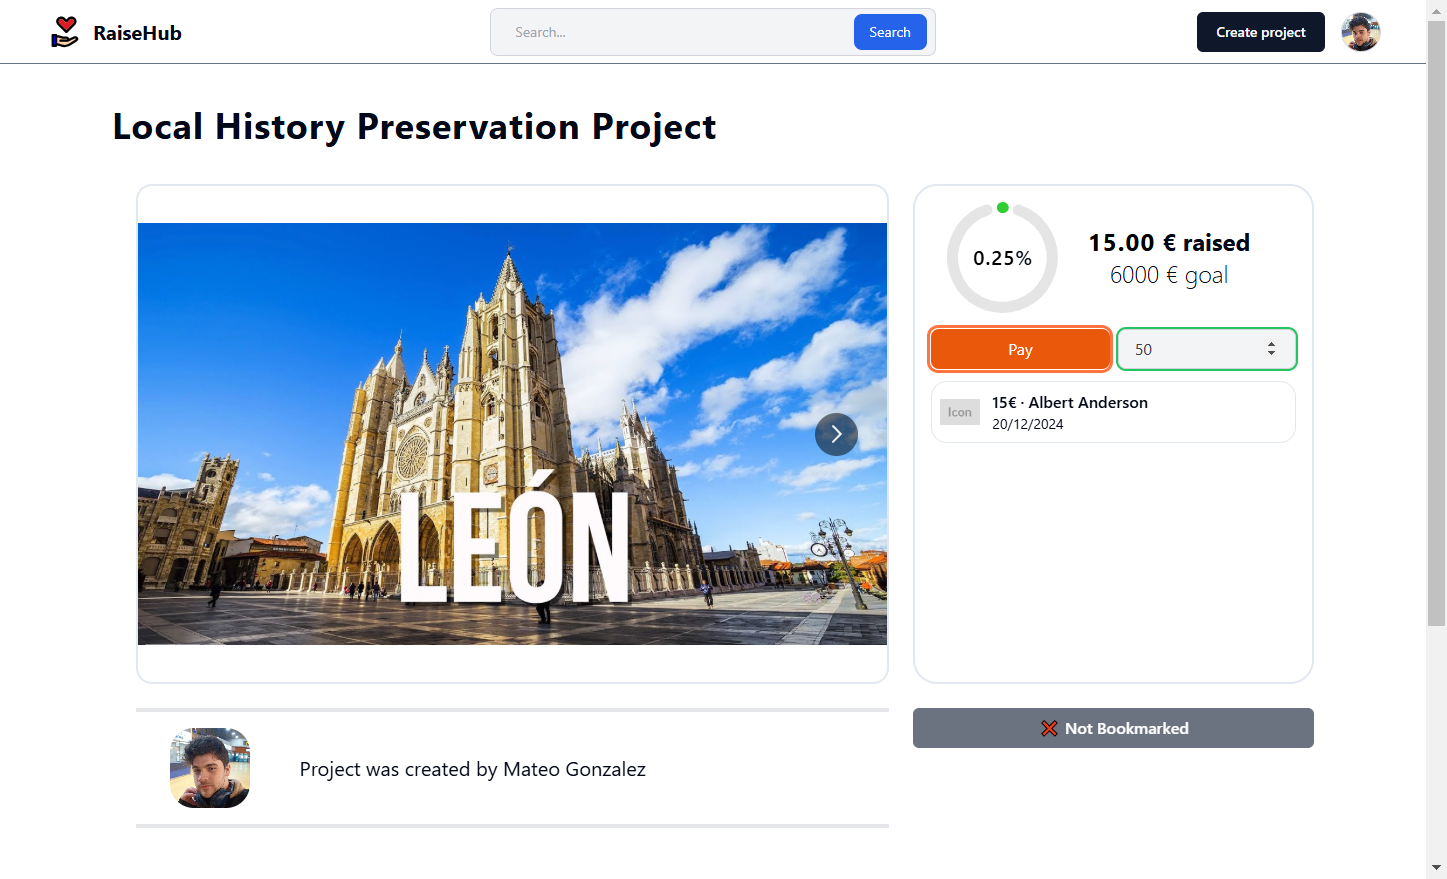 RaiseHub
Search...
Search
Create project
Local History Preservation Project
LEÓN
0.25%
15.00 € raised
6000 € goal
Pay
50
Icon
15€ · Albert Anderson
20/12/2024
Project was created by Mateo Gonzalez
Not Bookmarked